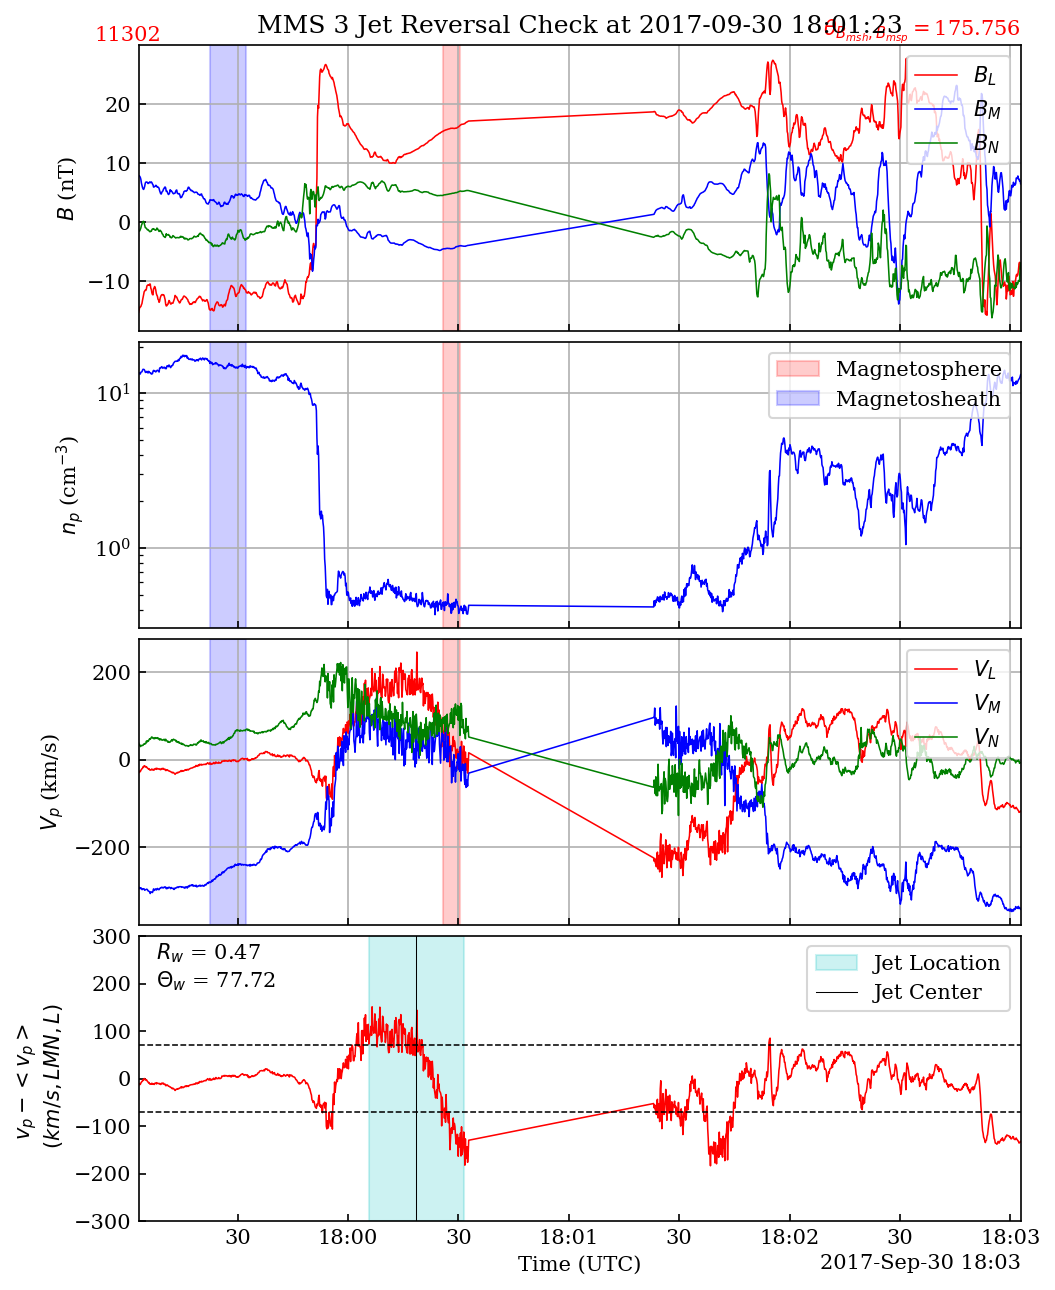 11302
MMS 3 Jet Reversal Check at 2017-09-30 18:01:23
B_{msh}, B_{msp} = 175.756
B (nT)
20
10
0
−10
B_L
B_M
B_N
n_p (cm^{-3})
10^1
10^0
Magnetosphere
Magnetosheath
V_p (km/s)
200
0
−200
V_L
V_M
V_N
v_p − < v_p >
(km/s, LMN, L)
300
200
100
0
−100
−200
−300
R_w = 0.47
Θ_w = 77.72
Jet Location
Jet Center
30
18:00
30
18:01
30
18:02
30
18:03
Time (UTC)
2017-Sep-30 18:03